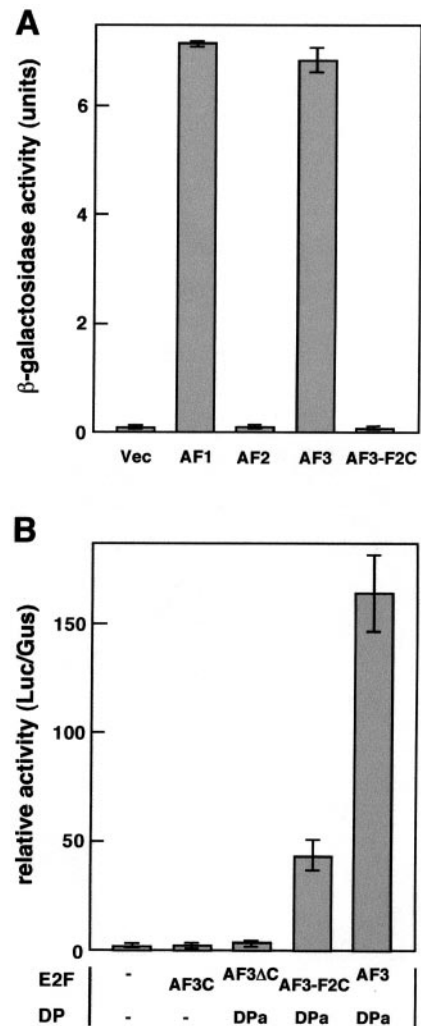 A
β-galactosidase activity (units)
6
4
2
0
Vec AF1 AF2 AF3 AF3-F2C
B
relative activity (Luc/Gus)
150
100
50
0
E2F - AF3C AF3ΔC AF3-F2C AF3
DP - - DPa DPa DPa